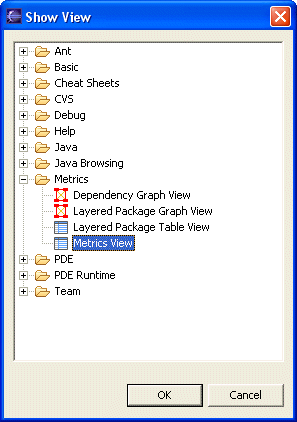 Show View
Ant
Basic
Cheat Sheets
CVS
Debug
Help
Java
Java Browsing
Metrics
Dependency Graph View
Layered Package Graph View
Layered Package Table View
Metrics View
PDE
PDE Runtime
Team
OK Cancel